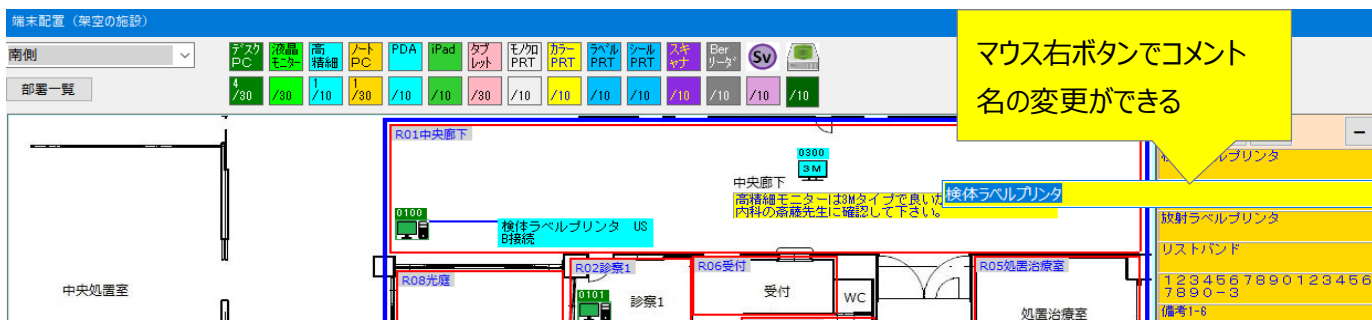 端末配置（架空の施設）
マウス右ボタンでコメント
名の変更ができる
南側
部署一覧
デスク
PC
液晶
モニター
高
精細
ノート
PC
PDA
iPad
タブ
レット
モノクロ
PRT
カラー
PRT
ラベル
PRT
シール
PRT
スキ
ャナ
Ber
リーダ
Sv
4
/30
/30
1
/10
1
/30
/10
/10
/30
/10
/10
/10
/10
/10
/10
/10
/10
R01中央廊下
0300
3M
中央廊下
高精細モニターは3Mタイプで良いか
内科の斎藤先生に確認して下さい。
0100
検体ラベルプリンタ　US
B接続
検体ラベルプリンタ
ラベルプリンタ
放射ラベルプリンタ
リストバンド
1234567890123456
7890-3
備考1-6
中央処置室
R08光庭
R02診察1
0101
診察1
R06受付
受付
WC
R05処置治療室
処置治療室